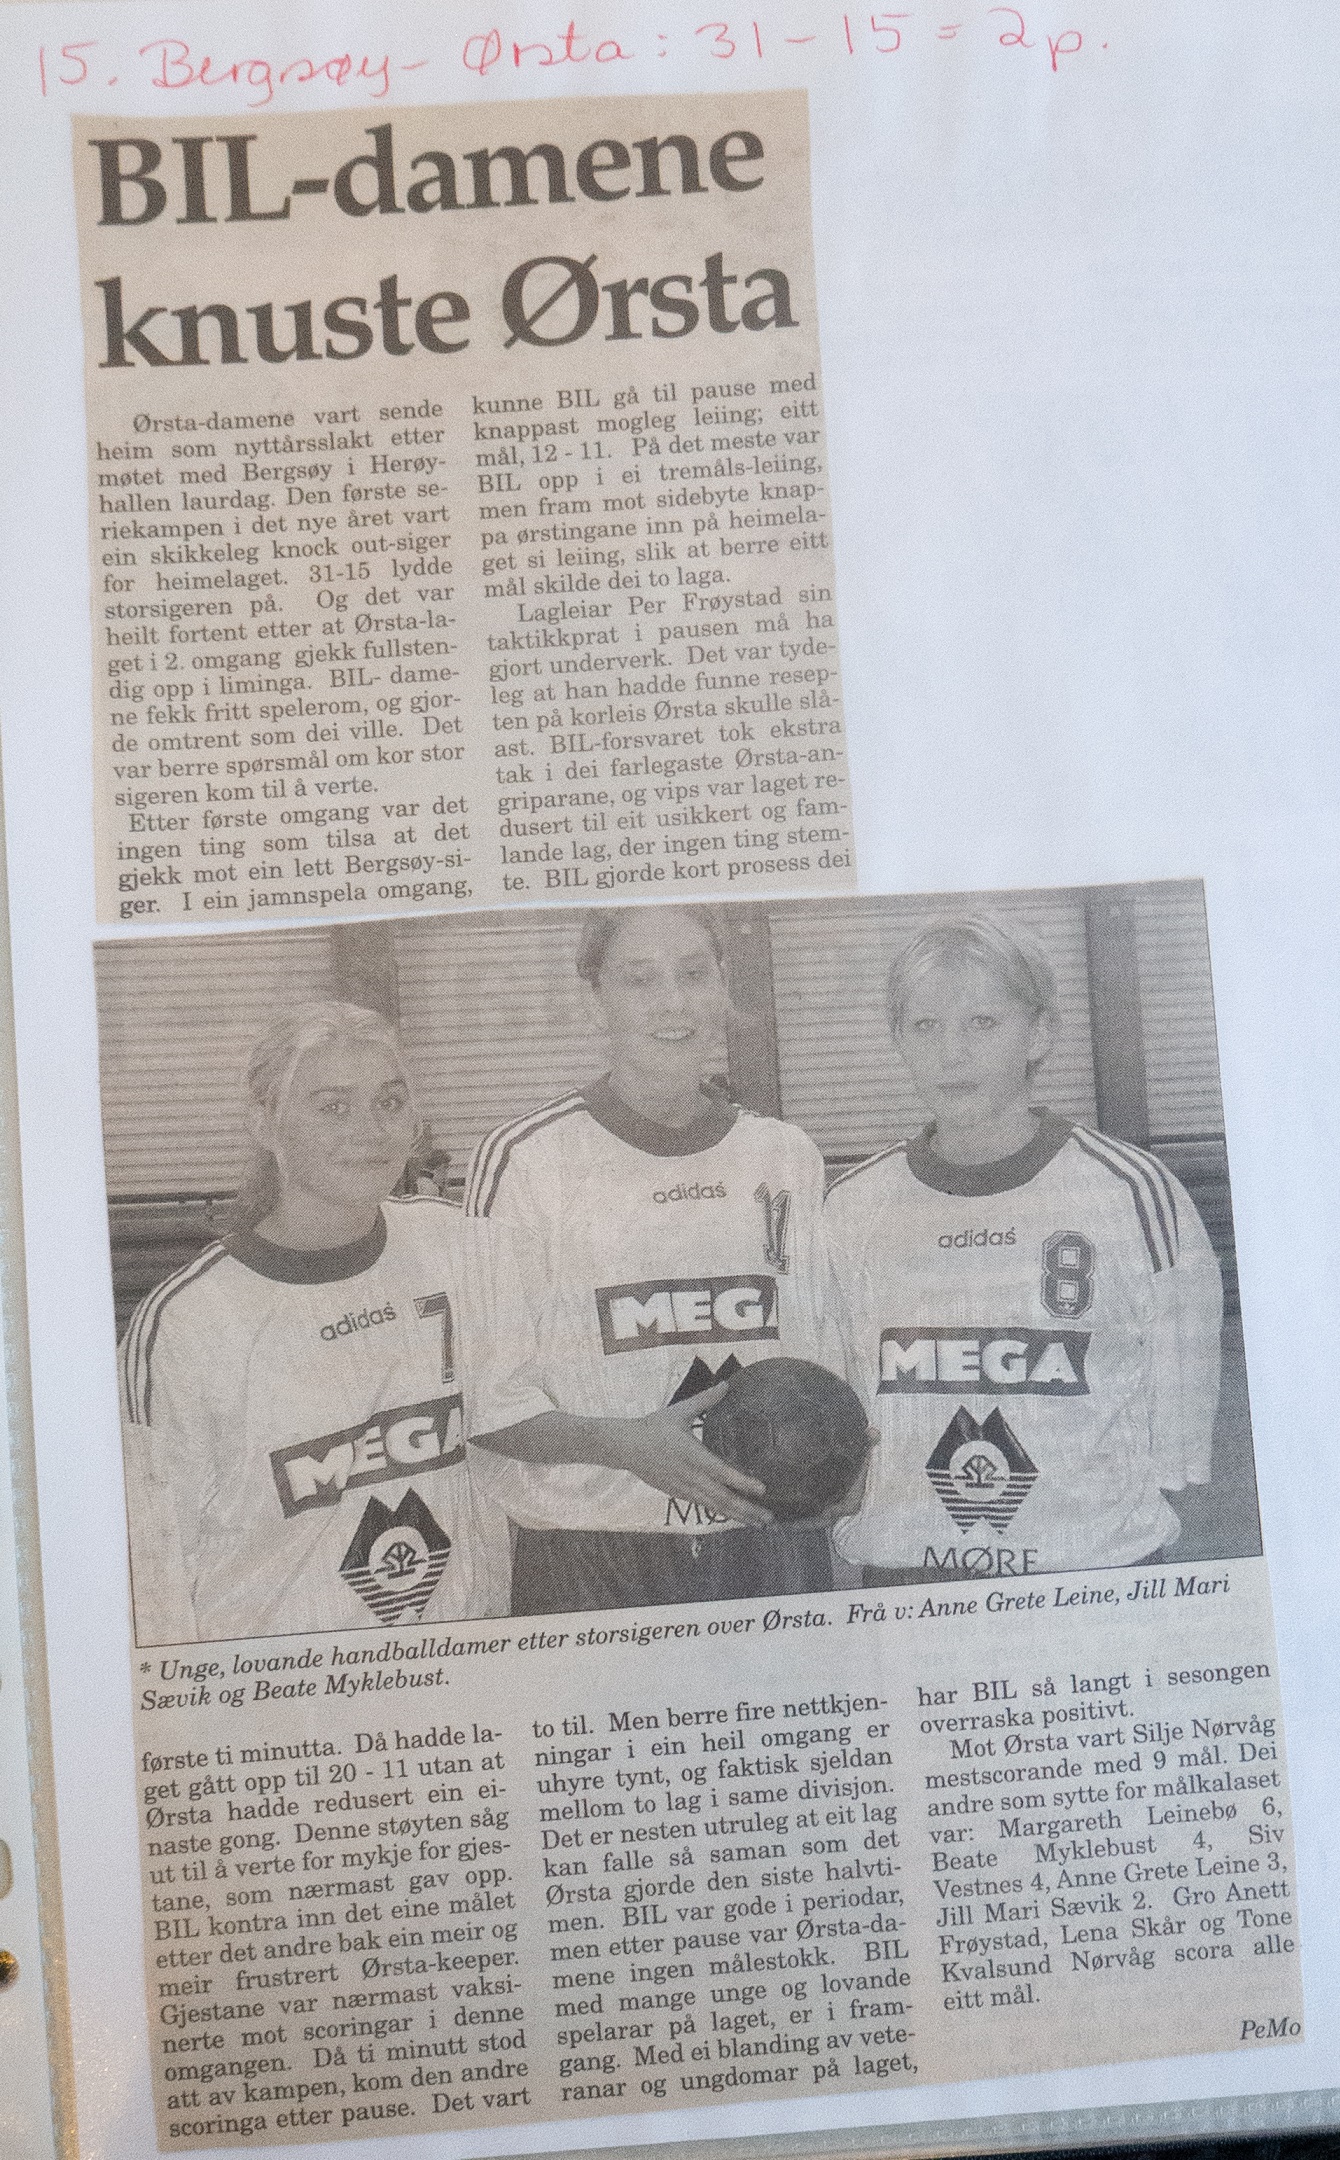 15. Bergsøy - Ørsta: 31 - 15 = 2p.
BIL-damene
knuste Ørsta
Ørsta-damene vart sende
heim som nyttårsslakt etter
møtet med Bergsøy i Herøy-
hallen laurdag. Den første se-
riekampen i det nye året vart
ein skikkeleg knock out-siger
for heimelaget. 31-15 lydde
storsigeren på. Og det var
heilt fortent etter at Ørsta-la-
get i 2. omgang gjekk fullsten-
dig opp i liminga. BIL- dame-
ne fekk fritt spelerom, og gjor-
de omtrent som dei ville. Det
var berre spørsmål om kor stor
sigeren kom til å verte.
Etter første omgang var det
ingen ting som tilsa at det
gjekk mot ein lett Bergsøy-si-
ger. I ein jamnspela omgang,
kunne BIL gå til pause med
knappast mogleg leiing; eitt
mål, 12 - 11. På det meste var
BIL opp i ei tremåls-leiing,
men fram mot sidebyte knap-
pa ørstingane inn på heimela-
get si leiing, slik at berre eitt
mål skilde dei to laga.
Lagleiar Per Frøystad sin
taktikkprat i pausen må ha
gjort underverk. Det var tyde-
leg at han hadde funne resep-
ten på korleis Ørsta skulle slå-
ast. BIL-forsvaret tok ekstra
tak i dei farlegaste Ørsta-an-
griparane, og vips var laget re-
dusert til eit usikkert og fam-
lande lag, der ingen ting stem-
te. BIL gjorde kort prosess dei
adidas 7
MEGA
adidas 11
MEGA
MØ
adidas 8
MEGA
MØRE
* Unge, lovande handballdamer etter storsigeren over Ørsta. Frå v: Anne Grete Leine, Jill Mari
Sævik og Beate Myklebust.
første ti minutta. Då hadde la-
get gått opp til 20 - 11 utan at
Ørsta hadde redusert ein ei-
naste gong. Denne støyten såg
ut til å verte for mykje for gjes-
tane, som nærmast gav opp.
BIL kontra inn det eine målet
etter det andre bak ein meir og
meir frustrert Ørsta-keeper.
Gjestane var nærmast vaksi-
nerte mot scoringar i denne
omgangen. Då ti minutt stod
att av kampen, kom den andre
scoringa etter pause. Det vart
to til. Men berre fire nettkjen-
ningar i ein heil omgang er
uhyre tynt, og faktisk sjeldan
mellom to lag i same divisjon.
Det er nesten utruleg at eit lag
kan falle så saman som det
Ørsta gjorde den siste halvti-
men. BIL var gode i periodar,
men etter pause var Ørsta-da-
mene ingen målestokk. BIL
med mange unge og lovande
spelarar på laget, er i fram-
gang. Med ei blanding av vete-
ranar og ungdomar på laget,
har BIL så langt i sesongen
overraska positivt.
Mot Ørsta vart Silje Nørvåg
mestscorande med 9 mål. Dei
andre som sytte for målkalaset
var: Margareth Leinebø 6,
Beate Myklebust 4, Siv
Vestnes 4, Anne Grete Leine 3,
Jill Mari Sævik 2. Gro Anett
Frøystad, Lena Skår og Tone
Kvalsund Nørvåg scora alle
eitt mål.
PeMo